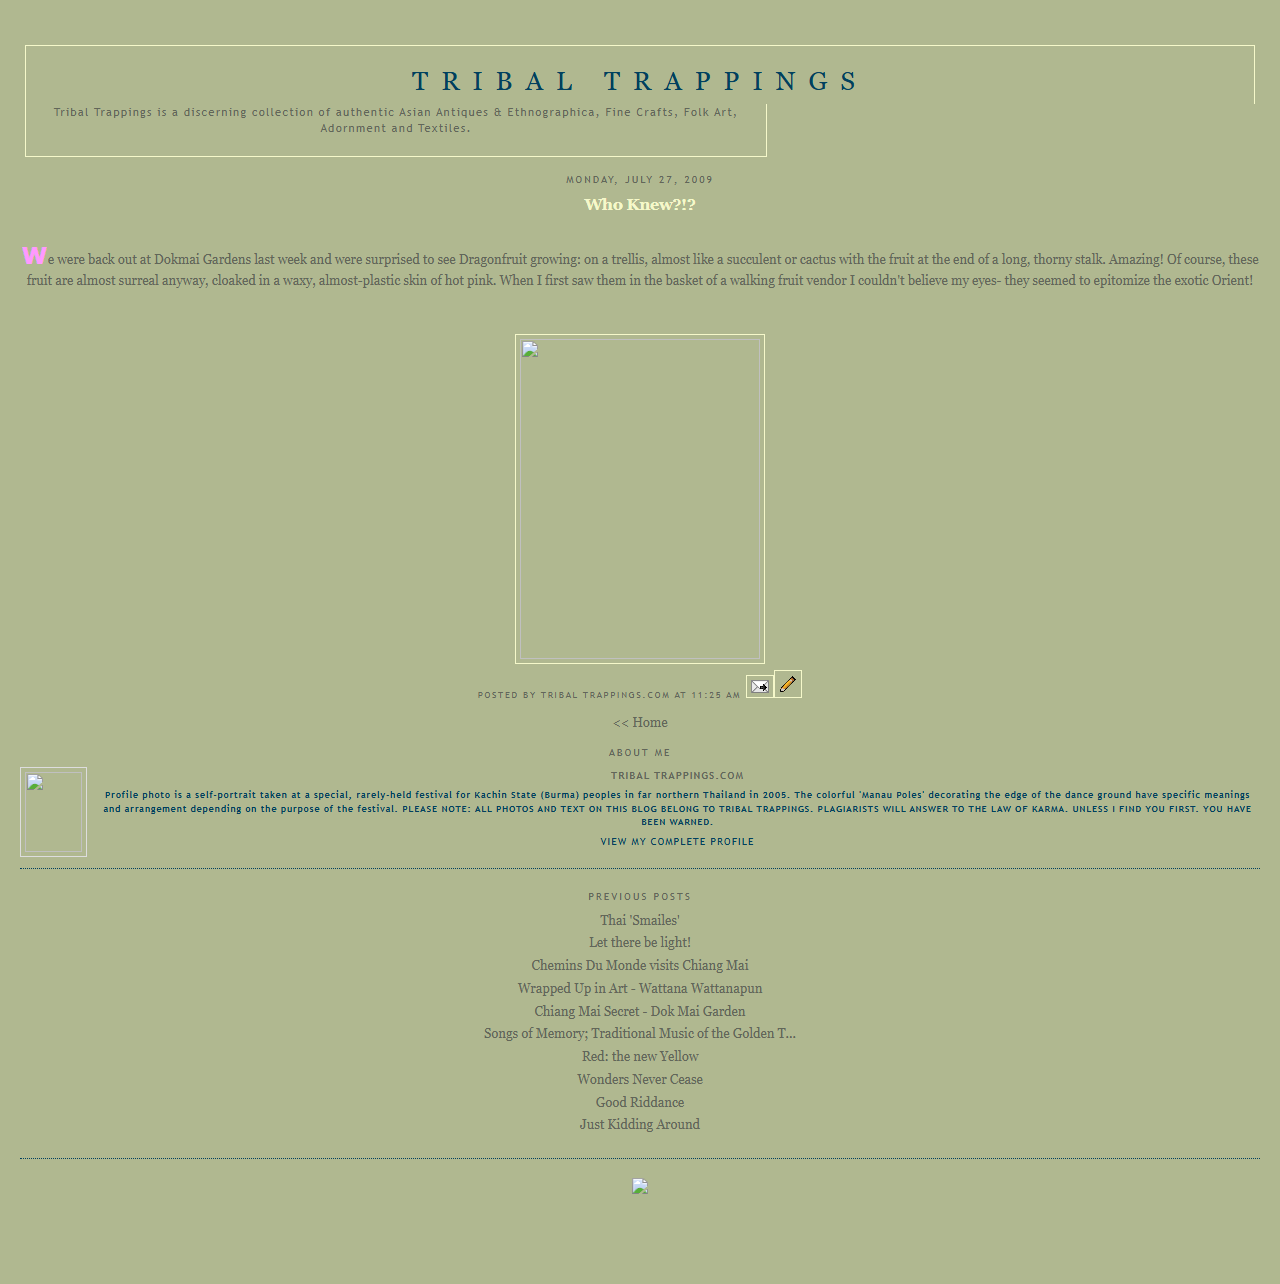 TRIBAL TRAPPINGS
Tribal Trappings is a discerning collection of authentic Asian Antiques & Ethnographica, Fine Crafts, Folk Art,
Adornment and Textiles.
MONDAY, JULY 27, 2009
Who Knew?!?
We were back out at Dokmai Gardens last week and were surprised to see Dragonfruit growing: on a trellis, almost like a succulent or cactus with the fruit at the end of a long, thorny stalk. Amazing! Of course, these
fruit are almost surreal anyway, cloaked in a waxy, almost-plastic skin of hot pink. When I first saw them in the basket of a walking fruit vendor I couldn't believe my eyes- they seemed to epitomize the exotic Orient!
POSTED BY TRIBAL TRAPPINGS.COM AT 11:25 AM
<< Home
ABOUT ME
TRIBAL TRAPPINGS.COM
Profile photo is a self-portrait taken at a special, rarely-held festival for Kachin State (Burma) peoples in far northern Thailand in 2005. The colorful 'Manau Poles' decorating the edge of the dance ground have specific meanings
and arrangement depending on the purpose of the festival. PLEASE NOTE: ALL PHOTOS AND TEXT ON THIS BLOG BELONG TO TRIBAL TRAPPINGS. PLAGIARISTS WILL ANSWER TO THE LAW OF KARMA. UNLESS I FIND YOU FIRST. YOU HAVE
BEEN WARNED.
VIEW MY COMPLETE PROFILE
PREVIOUS POSTS
Thai 'Smailes'
Let there be light!
Chemins Du Monde visits Chiang Mai
Wrapped Up in Art - Wattana Wattanapun
Chiang Mai Secret - Dok Mai Garden
Songs of Memory; Traditional Music of the Golden T...
Red: the new Yellow
Wonders Never Cease
Good Riddance
Just Kidding Around